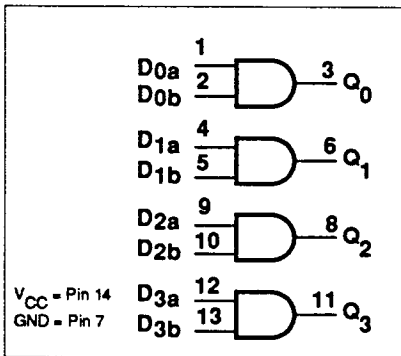 D0a 1
D0b 2
3 Q0
D1a 4
D1b 5
6 Q1
D2a 9
D2b 10
8 Q2
D3a 12
D3b 13
11 Q3
VCC = Pin 14
GND = Pin 7